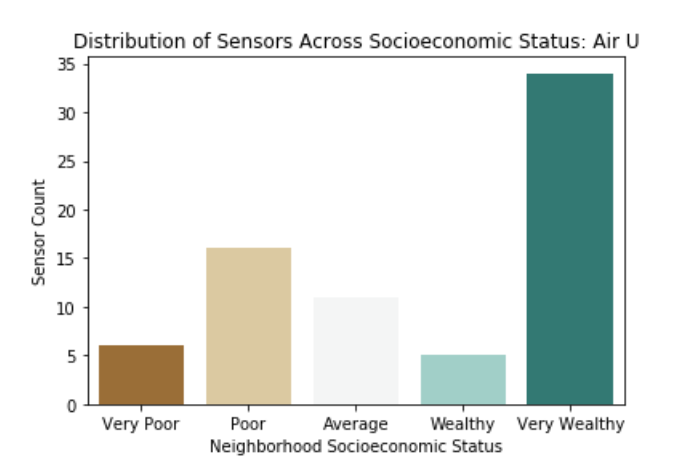 Distribution of Sensors Across Socioeconomic Status: Air U
35
30
25
20
15
10
5
0
Sensor Count
Very Poor
Poor
Average
Wealthy
Very Wealthy
Neighborhood Socioeconomic Status